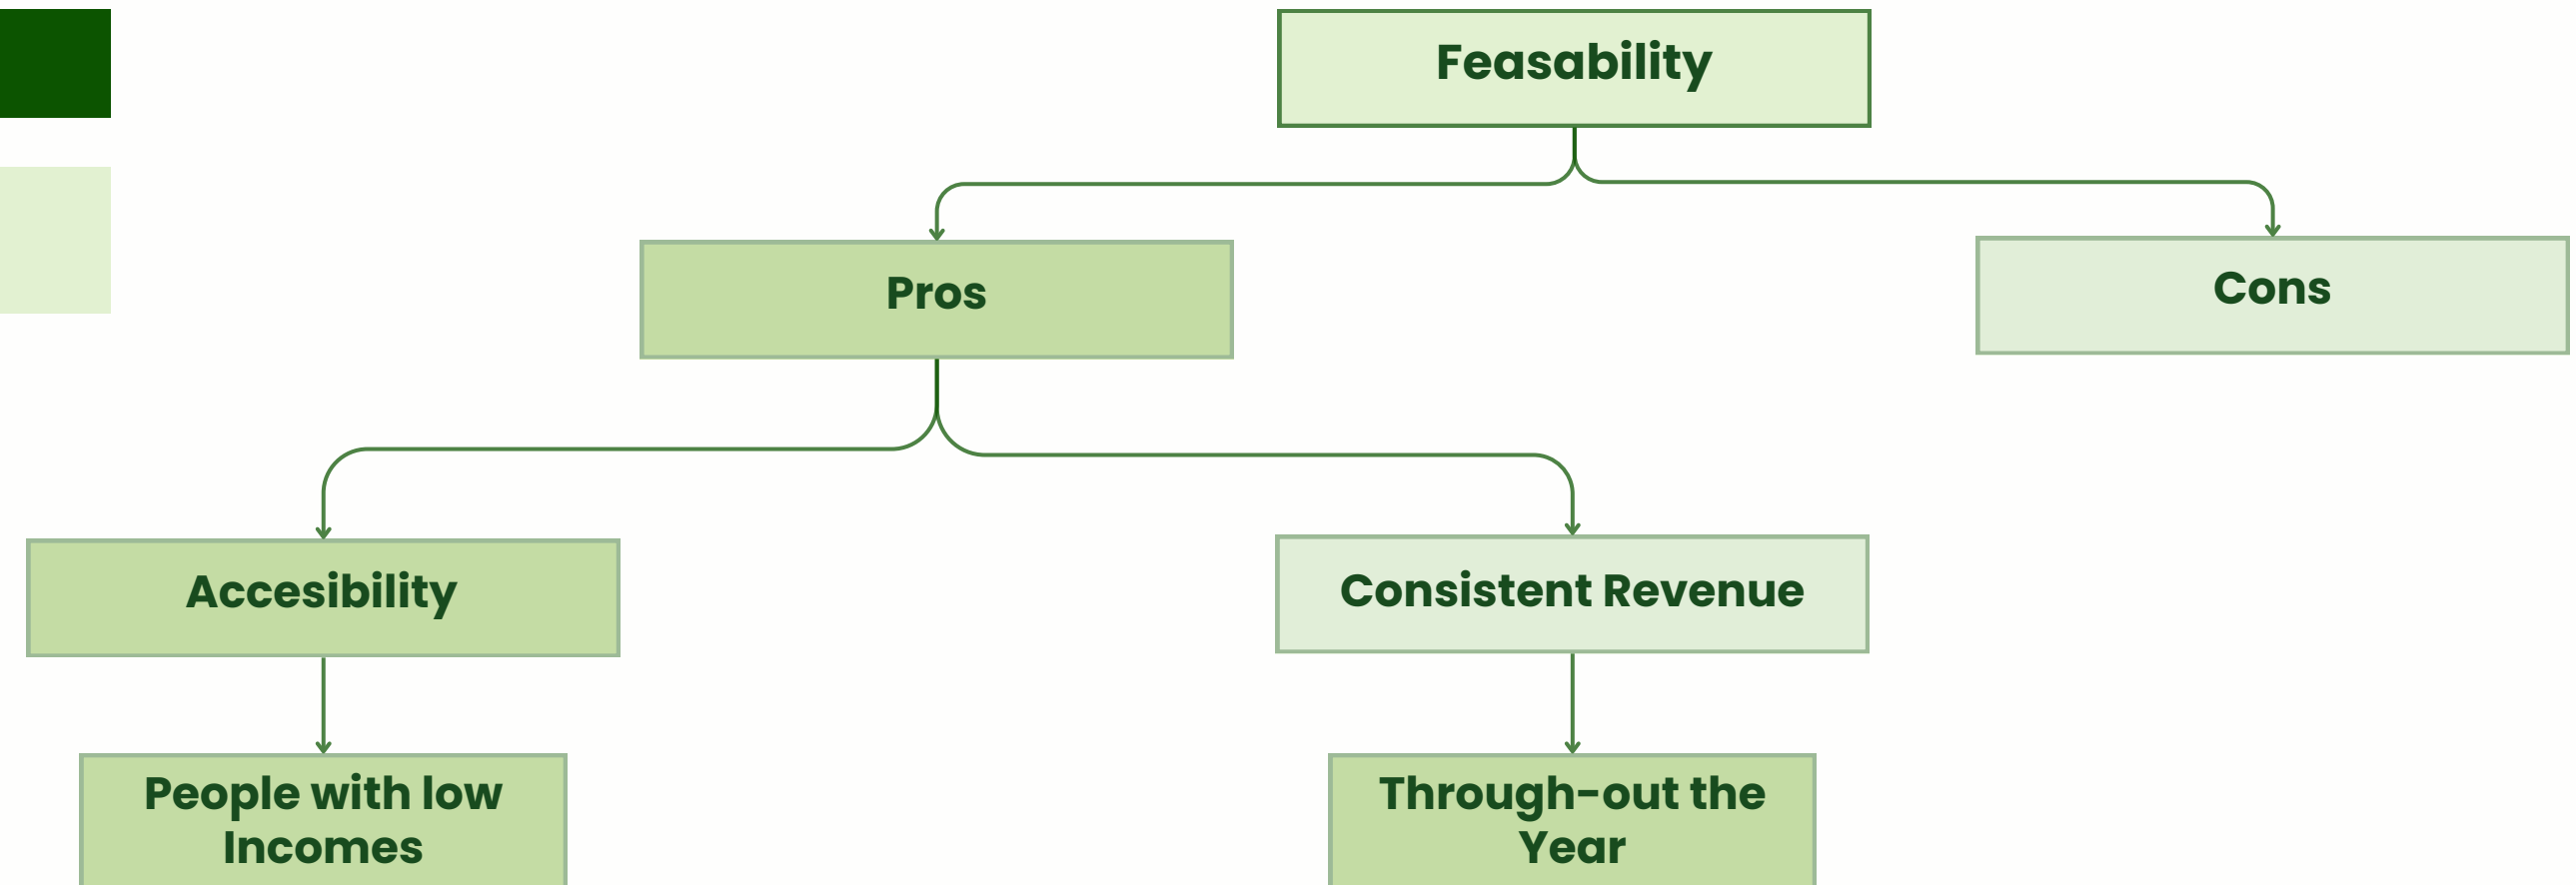 Feasability
Pros
Cons
Accesibility
Consistent Revenue
People with low
Incomes
Through-out the
Year